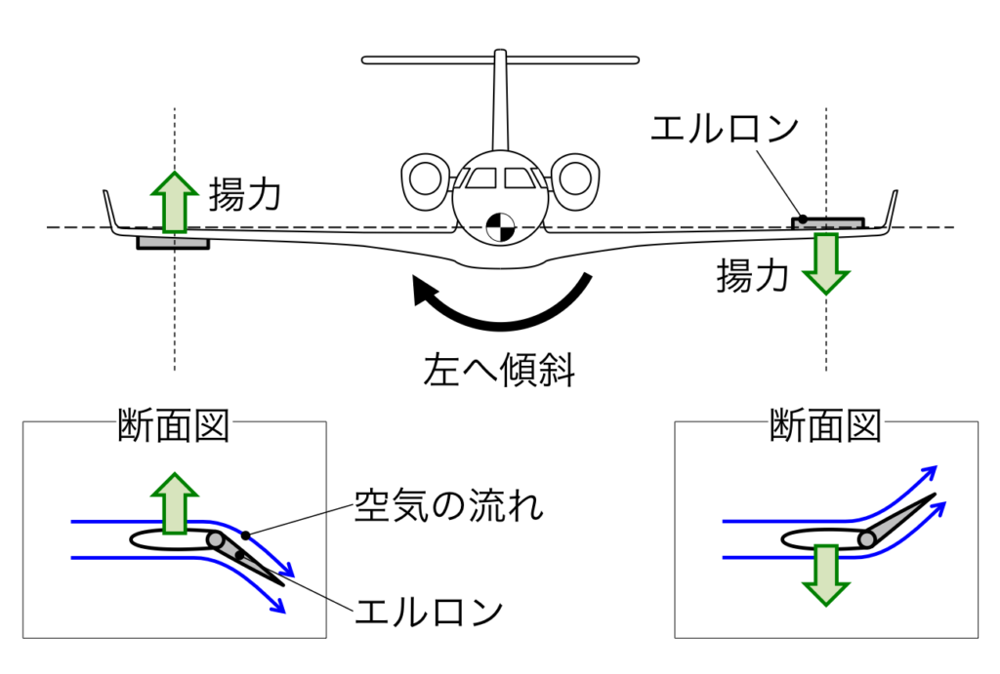 エルロン
揚力
揚力
左へ傾斜
断面図
断面図
空気の流れ
エルロン